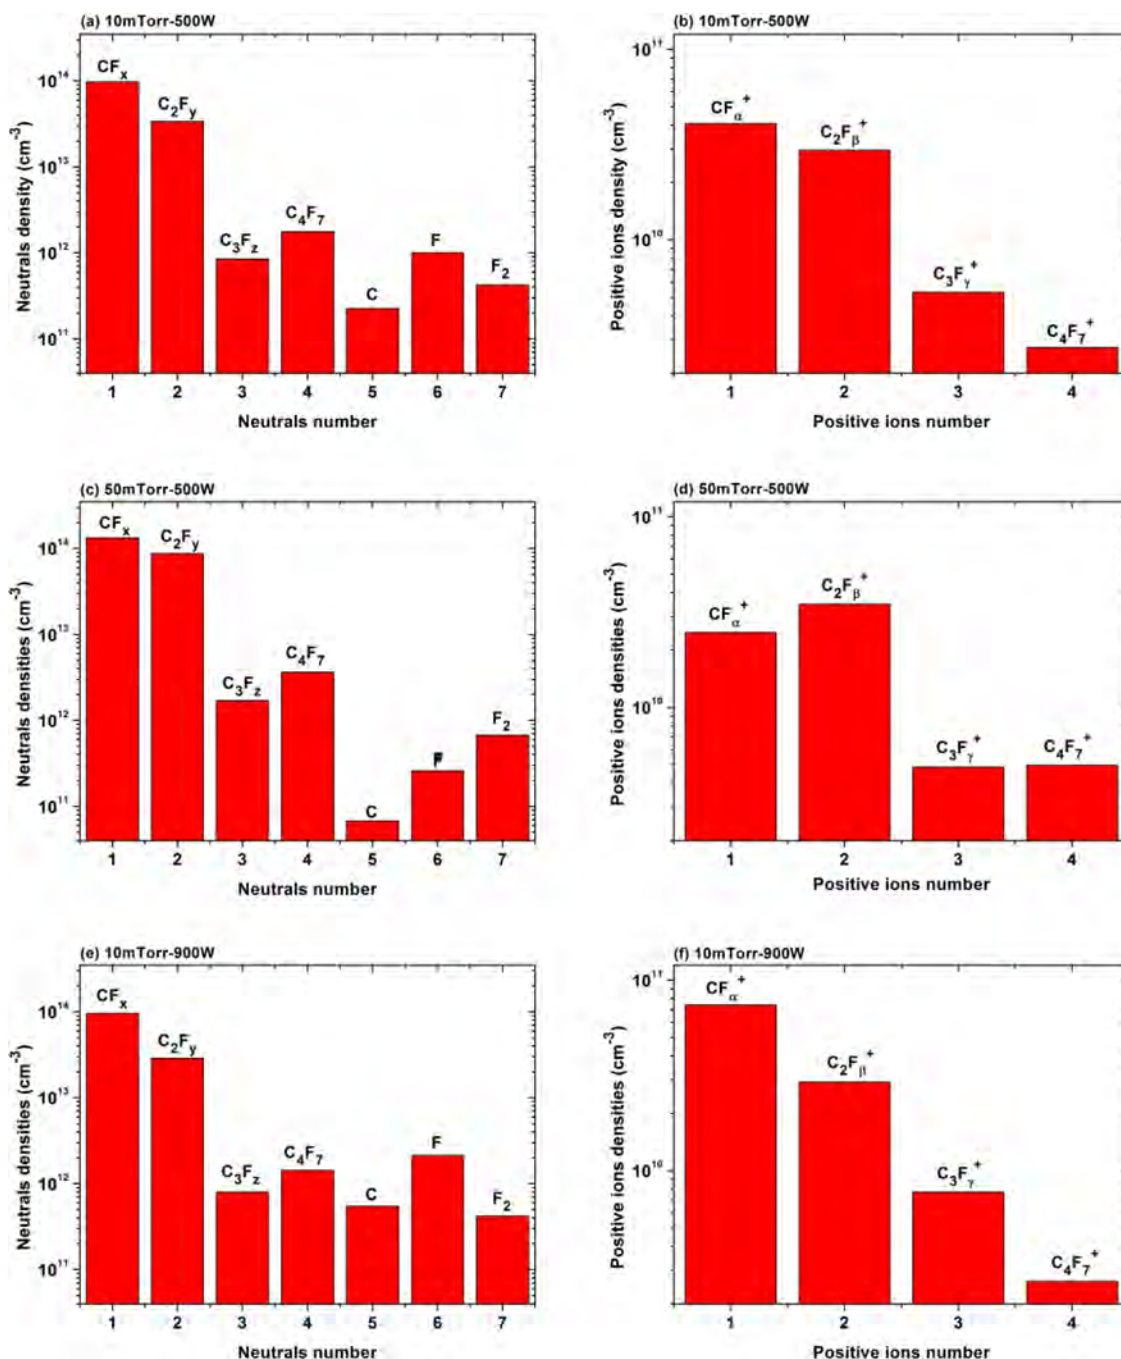 (a) 10mTorr-500W
Neutrals density (cm⁻³)
10¹⁴
10¹³
10¹²
10¹¹
CFₓ
C₂Fᵧ
C₃F_z
C₄F₇
C
F
F₂
1 2 3 4 5 6 7
Neutrals number
(b) 10mTorr-500W
Positive ions density (cm⁻³)
10¹¹
10¹⁰
CF_α⁺
C₂F_β⁺
C₃F_γ⁺
C₄F₇⁺
1 2 3 4
Positive ions number
(c) 50mTorr-500W
Neutrals densities (cm⁻³)
10¹⁴
10¹³
10¹²
10¹¹
CFₓ
C₂F_y
C₃F_z
C₄F₇
C
F
F₂
1 2 3 4 5 6 7
Neutrals number
(d) 50mTorr-500W
Positive ions densities (cm⁻³)
10¹¹
10¹⁰
CF_α⁺
C₂F_β⁺
C₃F_γ⁺
C₄F₇⁺
1 2 3 4
Positive ions number
(e) 10mTorr-900W
Neutrals densities (cm⁻³)
10¹⁴
10¹³
10¹²
10¹¹
CFₓ
C₂F_y
C₃F_z
C₄F₇
C
F
F₂
1 2 3 4 5 6 7
Neutrals number
(f) 10mTorr-900W
Positive ions densities (cm⁻³)
10¹¹
10¹⁰
CF_α⁺
C₂F_β⁺
C₃F_γ⁺
C₄F₇⁺
1 2 3 4
Positive ions number